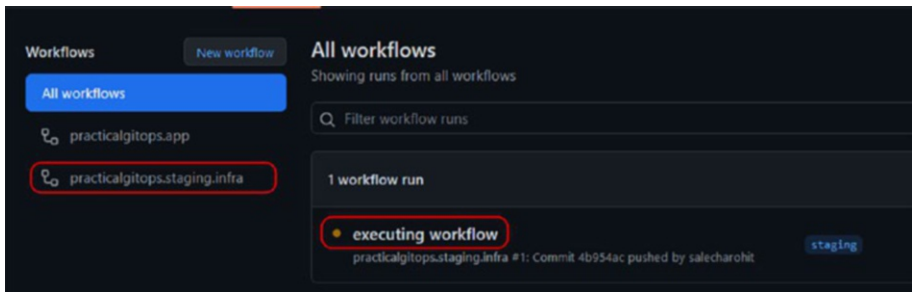 Workflows
New workflow
All workflows
practicalgitops.app
practicalgitops.staging.infra
All workflows
Showing runs from all workflows
Filter workflow runs
1 workflow run
executing workflow
practicalgitops.staging.infra #1: Commit 4b954ac pushed by salecharohit
staging